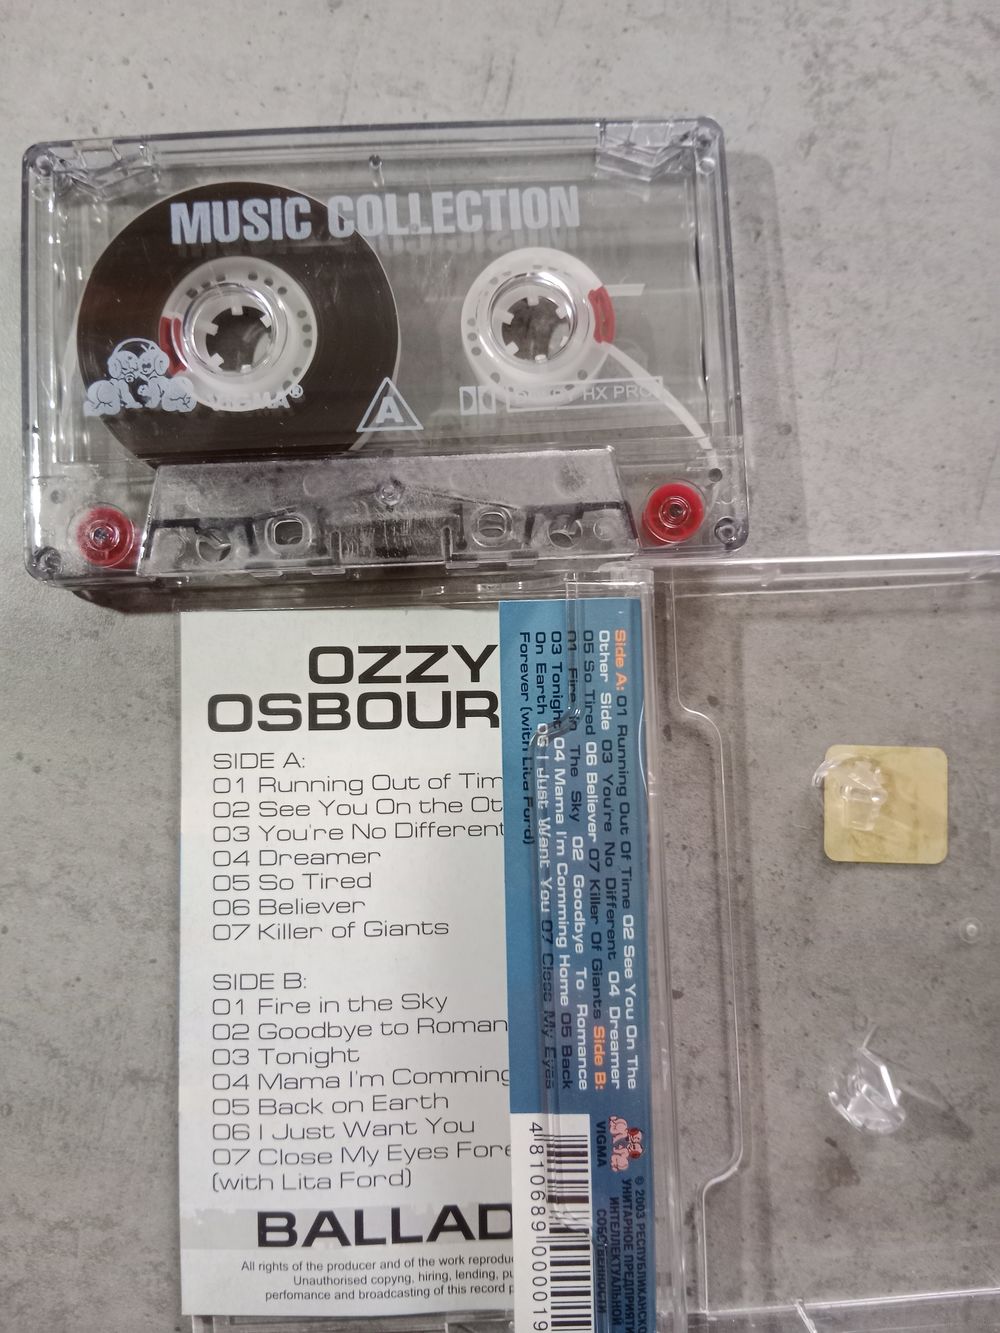 MUSIC COLLECTION
VIGMA®
A
DOLBY HX PRO
OZZY
OSBOUR
SIDE A:
01 Running Out of Tim
02 See You On the Ot
03 You're No Different
04 Dreamer
05 So Tired
06 Believer
07 Killer of Giants
SIDE B:
01 Fire in the Sky
02 Goodbye to Roman
03 Tonight
04 Mama I'm Comming
05 Back on Earth
06 I Just Want You
07 Close My Eyes Fore
(with Lita Ford)
BALLAD
All rights of the producer and of the work reproduc
Unauthorised copyng, hiring, lending, pu
perfomance and broadcasting of this record p
Side A: 01 Running Out Of Time 02 See You On The
Other Side 03 You're No Different 04 Dreamer
05 So Tired 06 Believer 07 Killer Of Giants Side B:
01 Fire in The Sky 02 Goodbye To Romance
03 Tonight 04 Mama I'm Comming Home 05 Back
On Earth 06 I Just Want You 07 Close My Eyes
Forever (with Lita Ford)
VIGMA
© 2003 РЕСПУБЛИКАНСКО
УНИТАРНОЕ ПРЕДПРИЯТИ
ИНТЕЛЛЕКТУАЛЬНОЙ
СОБСТВЕННОСТИ
4 810689 000019